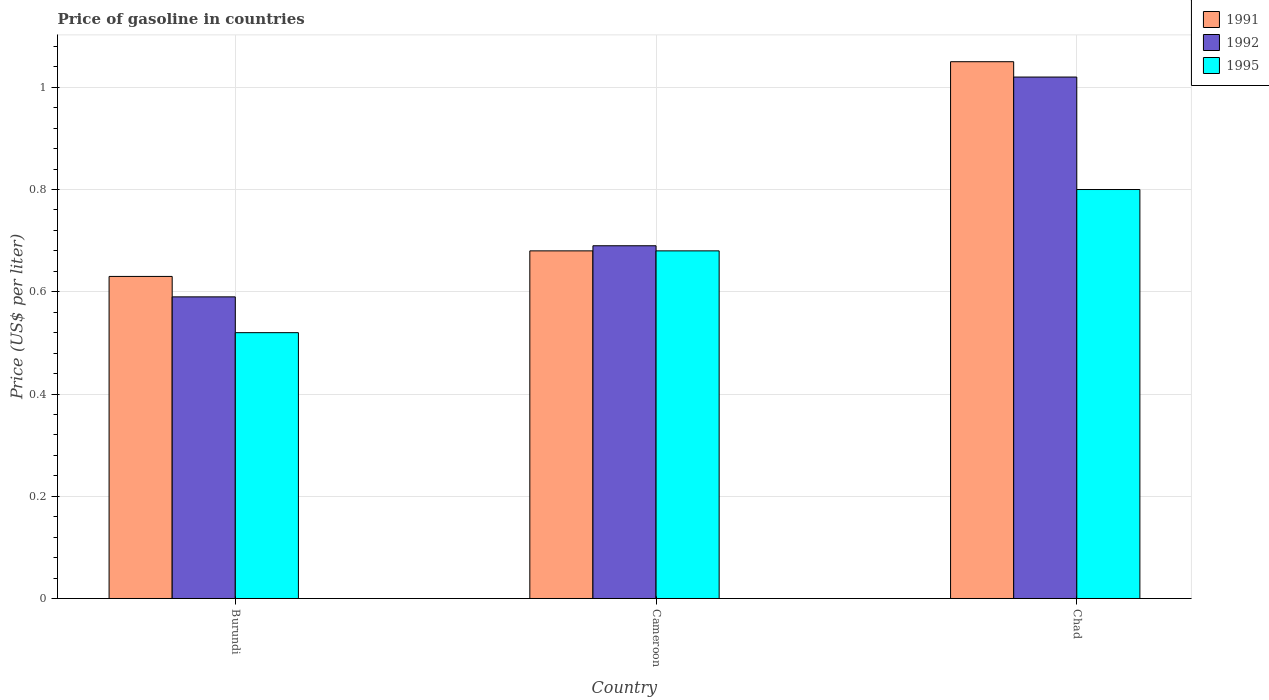 Price of gasoline in countries
1991
1992
1995
Price (US$ per liter)
1
0.8
0.6
0.4
0.2
0
Burundi
Cameroon
Chad
Country